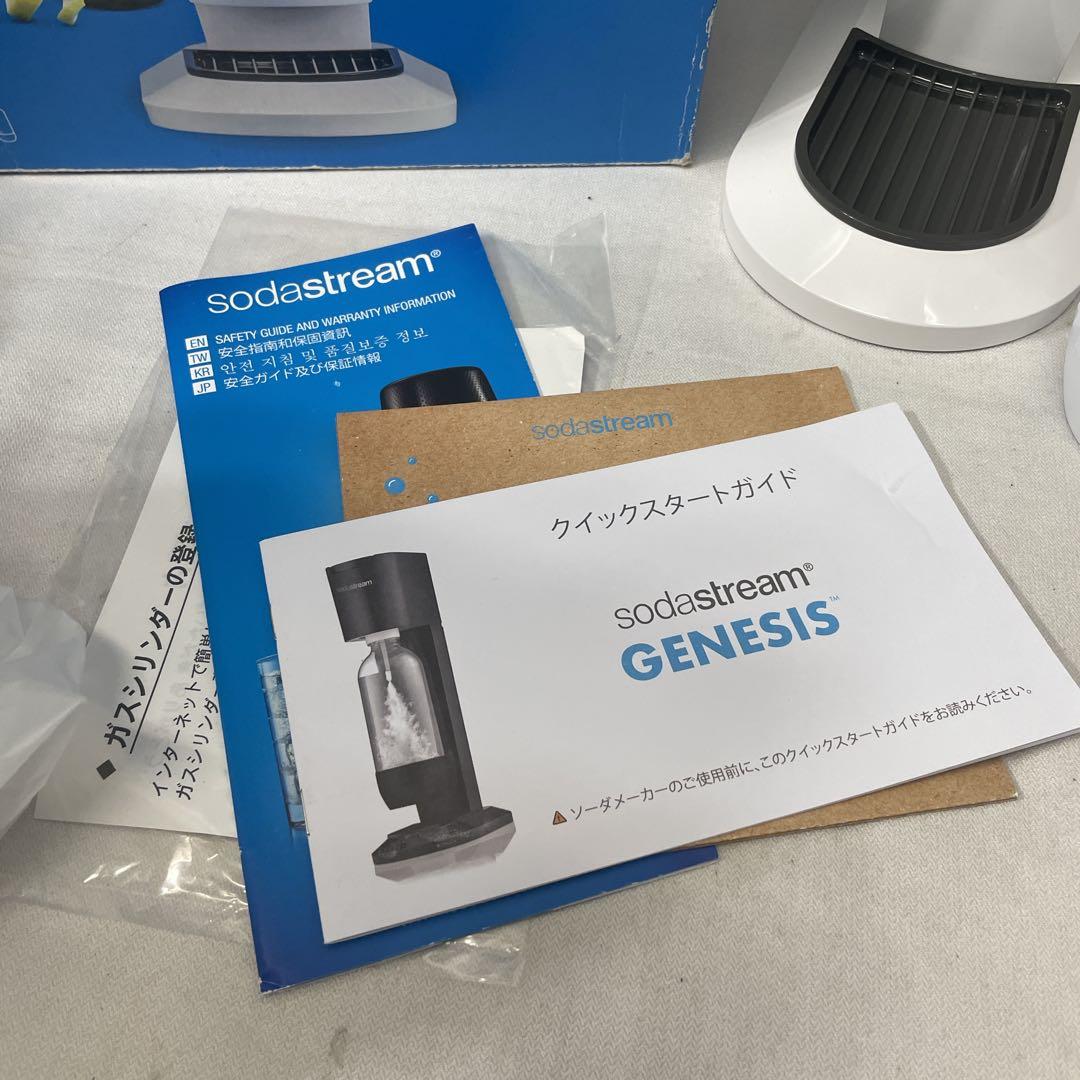 sodastream®
EN SAFETY GUIDE AND WARRANTY INFORMATION
TW 安全指南和保固資訊
KR 안전 지침 및 품질보증 정보
JP 安全ガイド及び保証情報
sodastream
クイックスタートガイド
sodastream
sodastream®
GENESIS™
⚠ソーダメーカーのご使用前に、このクイックスタートガイドをお読みください。
◆ ガスシリンダーの登録
インターネットで簡単
ガスシリンダー